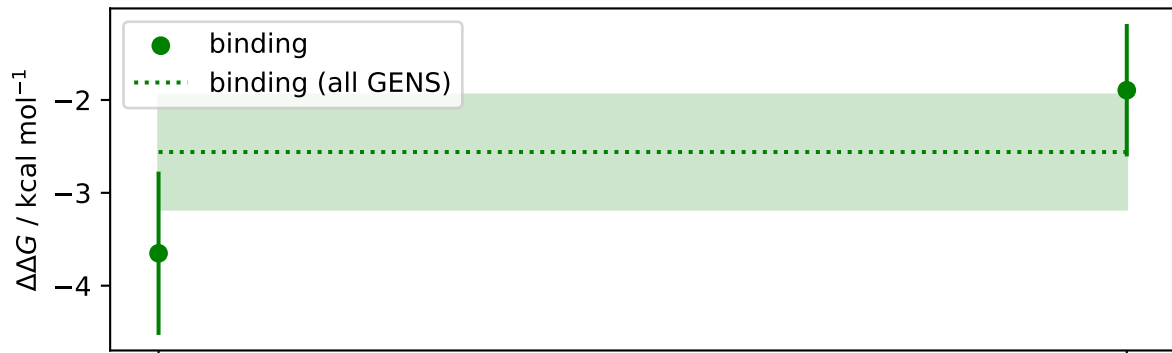 binding
binding (all GENS)
ΔΔG / kcal mol⁻¹
−2
−3
−4